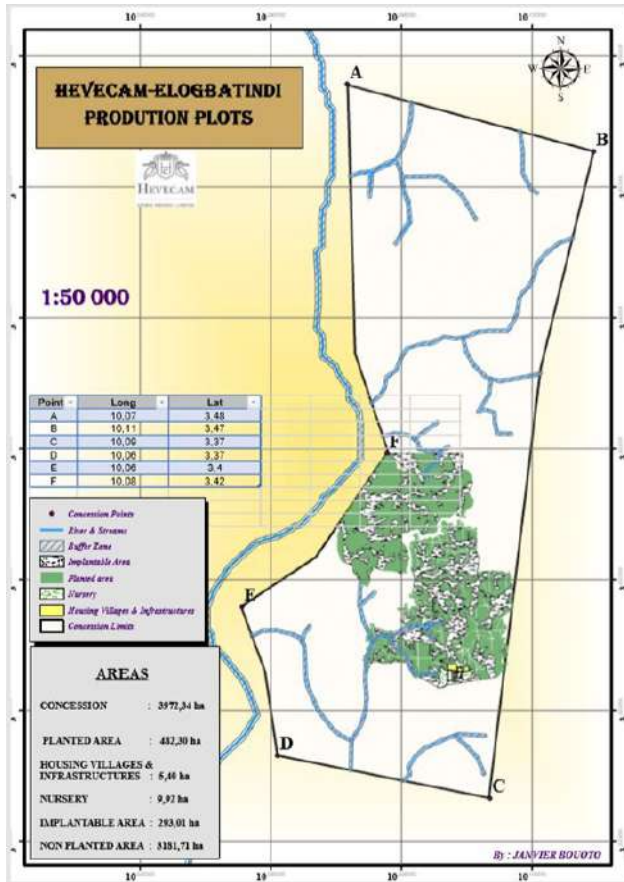 HEVECAM-ELOGBATINDI
PRODUTION PLOTS
HEVECAM
1:50 000
N
W E
S
A
B
Point Long Lat
A 10,07 3,48
B 10,11 3,47
C 10,09 3,37
D 10,06 3,37
E 10,06 3,4
F 10,08 3,42
F
Concession Points
River & Streams
Buffer Zone
Implantable Area
Planted area
Nursery
Housing Villages & Infrastructures
Concession Limits
E
AREAS
CONCESSION : 3972,34 ha
PLANTED AREA : 482,30 ha
HOUSING VILLAGES &
INFRASTRUCTURES : 5,40 ha
NURSERY : 9,92 ha
IMPLANTABLE AREA : 293,01 ha
NON PLANTED AREA : 3181,71 ha
D
C
By : JANVIER BOUOTO